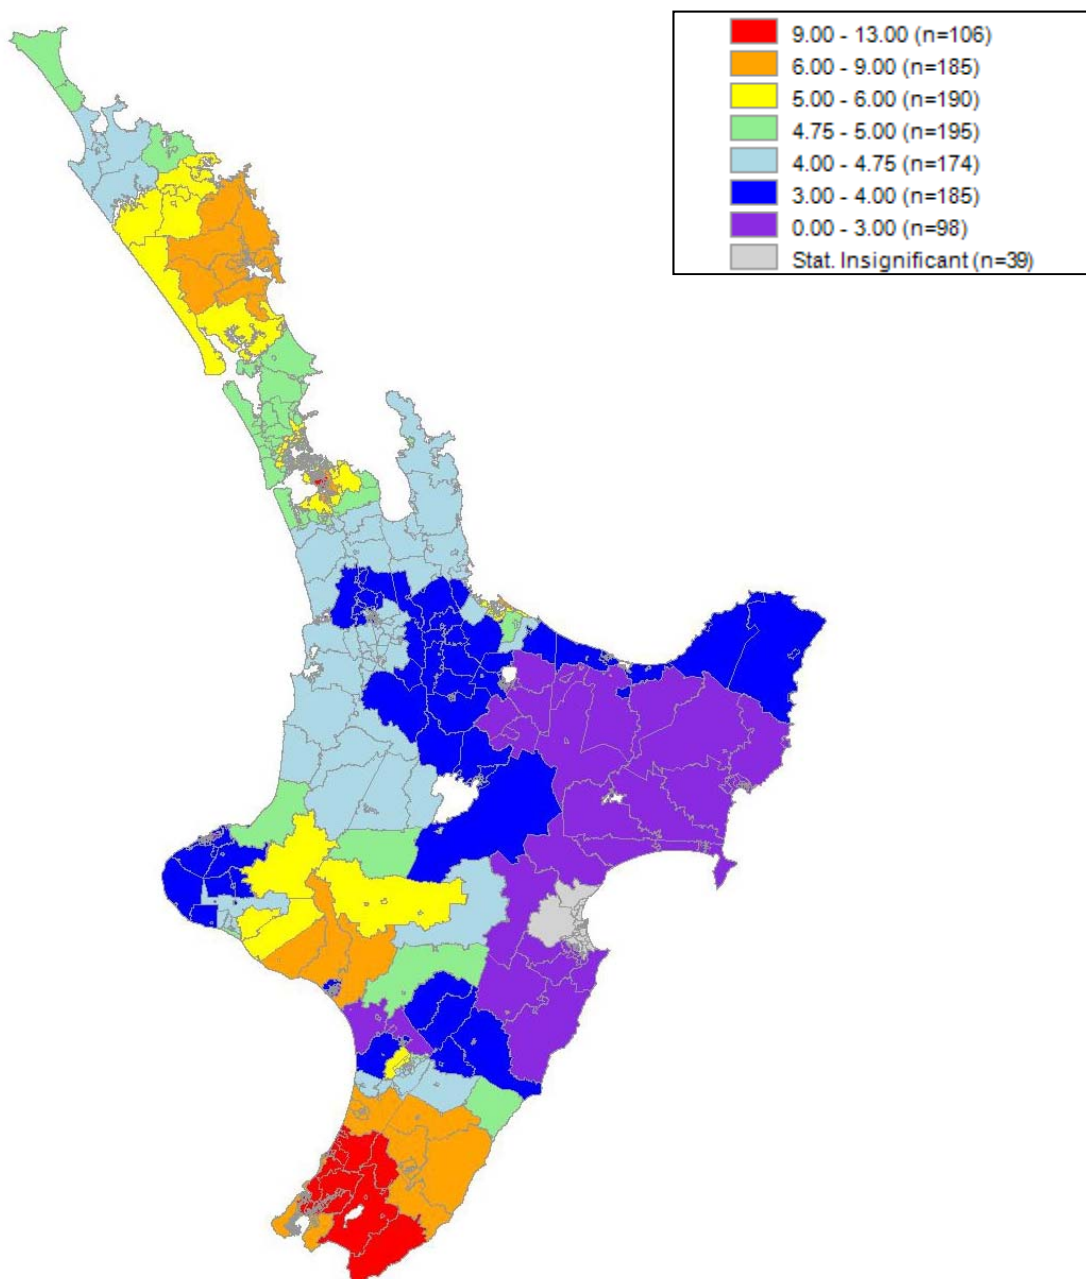 9.00 - 13.00 (n=106)
6.00 - 9.00 (n=185)
5.00 - 6.00 (n=190)
4.75 - 5.00 (n=195)
4.00 - 4.75 (n=174)
3.00 - 4.00 (n=185)
0.00 - 3.00 (n=98)
Stat. Insignificant (n=39)